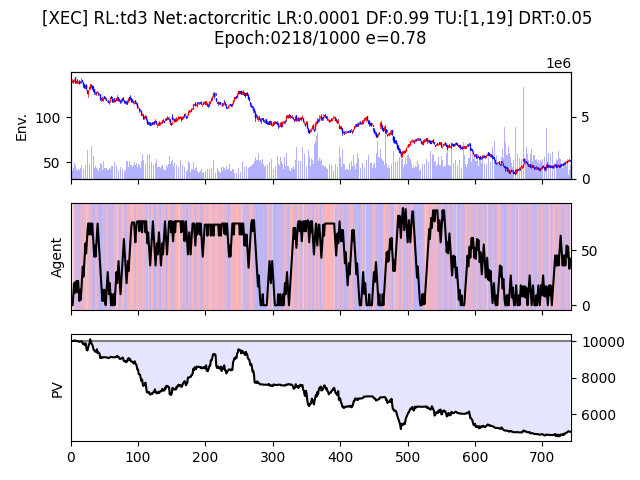 [XEC] RL:td3 Net:actorcritic LR:0.0001 DF:0.99 TU:[1,19] DRT:0.05
Epoch:0218/1000 e=0.78
1e6
Env.
100
50
5
0
Agent
50
0
PV
10000
8000
6000
0 100 200 300 400 500 600 700